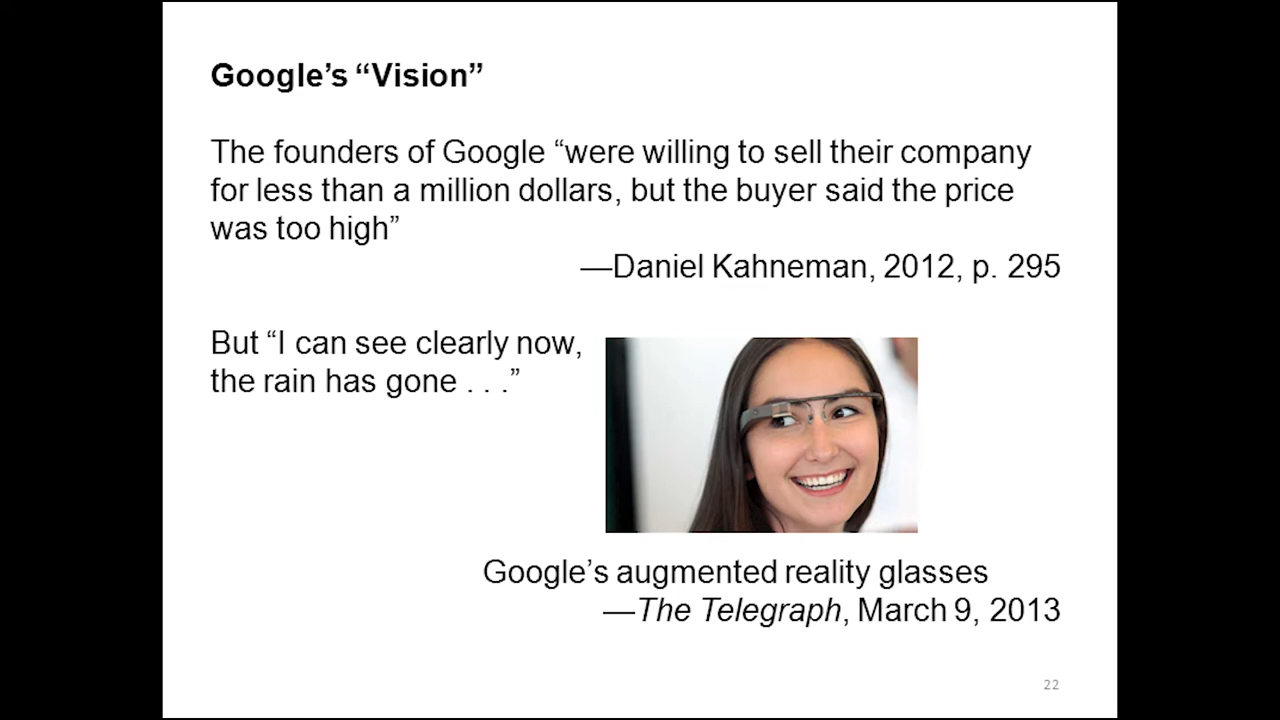 Google’s “Vision”
The founders of Google “were willing to sell their company
for less than a million dollars, but the buyer said the price
was too high”
—Daniel Kahneman, 2012, p. 295
But “I can see clearly now,
the rain has gone . . .”
Google’s augmented reality glasses
—The Telegraph, March 9, 2013
22